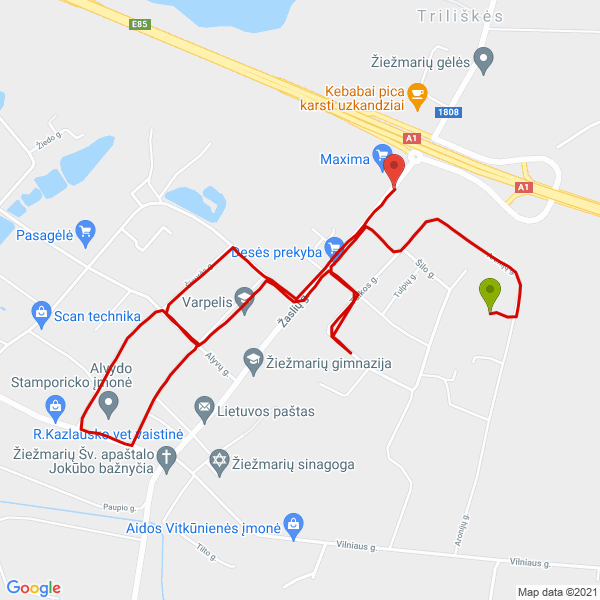 Triliškės
E85
Žiežmarių gėlės
Kebabai pica
karsti uzkandziai
1808
A1
Maxima
Žiedo g.
A1
Pasagėlė
Desės prekyba
Šilo g.
Tulpių g.
Varpelis
Žaslių g.
Scan technika
Alyvų g.
Žiežmarių gimnazija
Alvydo
Stamporicko įmonė
Lietuvos paštas
R.Kazlausko vet vaistinė
Žiežmarių Šv. apaštalo
Jokūbo bažnyčia
Žiežmarių sinagoga
Paupio g.
Aidos Vitkūnienės įmonė
Aronijų g.
Tilto g.
Vilniaus g.
Vilniaus g.
Google
Map data ©2021